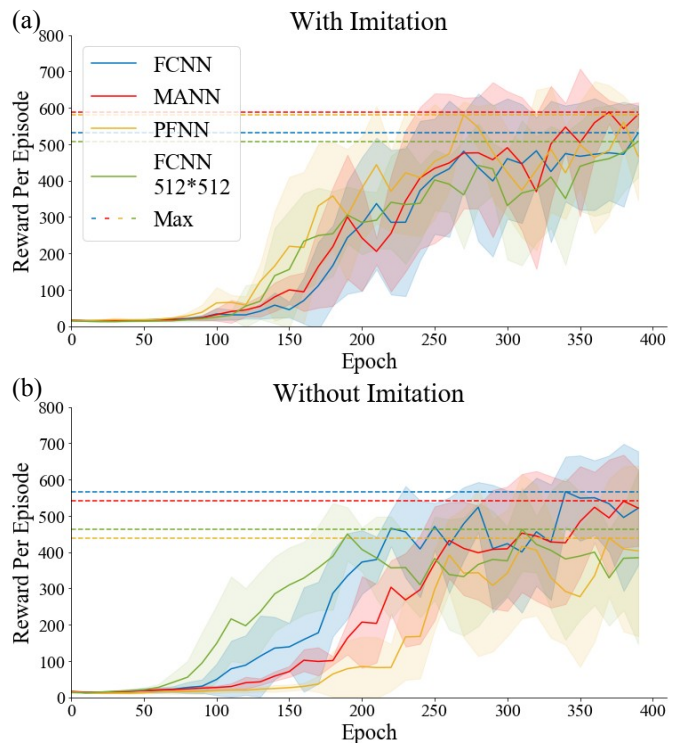 (a)
With Imitation
800
700
600
500
400
300
200
100
0
Reward Per Episode
FCNN
MANN
PFNN
FCNN
512*512
Max
0 50 100 150 200 250 300 350 400
Epoch
(b)
Without Imitation
800
700
600
500
400
300
200
100
0
Reward Per Episode
0 50 100 150 200 250 300 350 400
Epoch